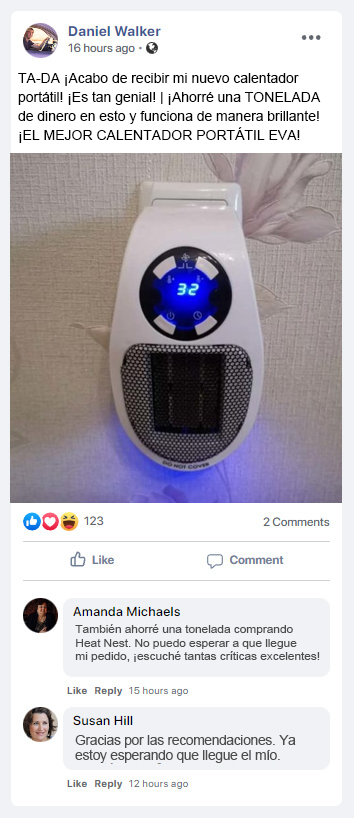 Daniel Walker
16 hours ago ·
TA-DA ¡Acabo de recibir mi nuevo calentador
portátil! ¡Es tan genial! | ¡Ahorré una TONELADA
de dinero en esto y funciona de manera brillante!
¡EL MEJOR CALENTADOR PORTÁTIL EVA!
32
DO NOT COVER
123
2 Comments
Like
Comment
Amanda Michaels
También ahorré una tonelada comprando
Heat Nest. No puedo esperar a que llegue
mi pedido, ¡escuché tantas críticas excelentes!
Like Reply 15 hours ago
Susan Hill
Gracias por las recomendaciones. Ya
estoy esperando que llegue el mío.
Like Reply 12 hours ago